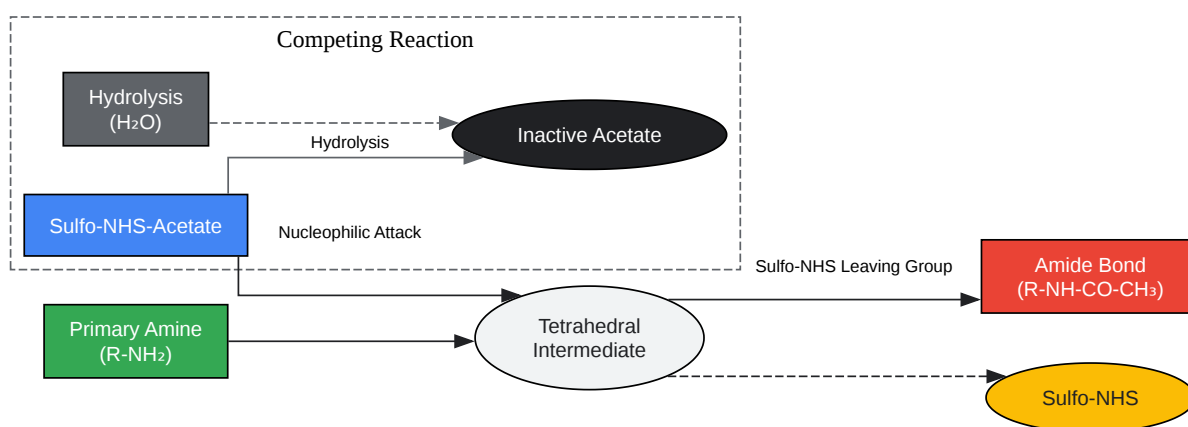 Competing Reaction
Hydrolysis
(H₂O)
Inactive Acetate
Hydrolysis
Sulfo-NHS-Acetate
Nucleophilic Attack
Sulfo-NHS Leaving Group
Amide Bond
(R-NH-CO-CH₃)
Primary Amine
(R-NH₂)
Tetrahedral
Intermediate
Sulfo-NHS